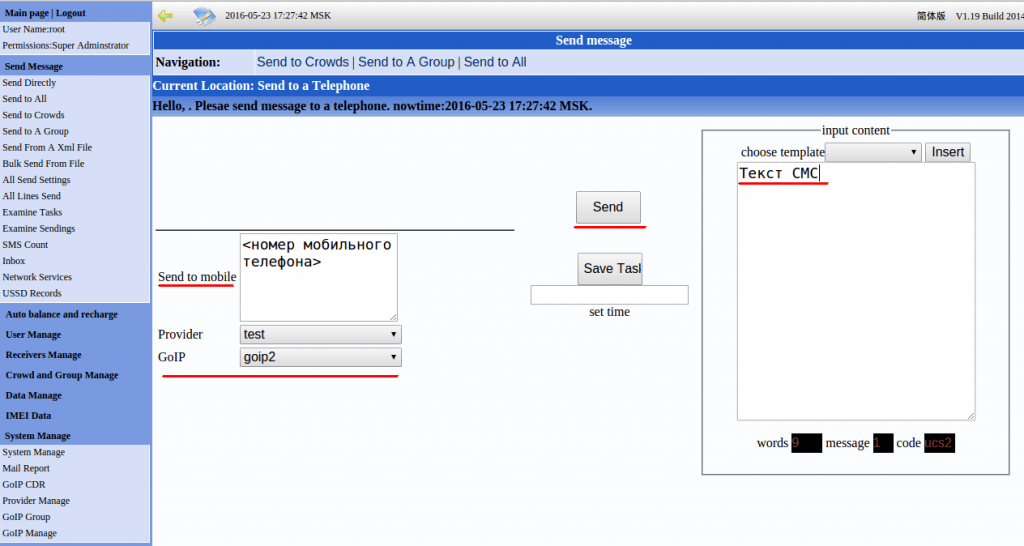 Main page | Logout
User Name:root
Permissions:Super Adminstrator
Send Message
Send Directly
Send to All
Send to Crowds
Send to A Group
Send From A Xml File
Bulk Send From File
All Send Settings
All Lines Send
Examine Tasks
Examine Sendings
SMS Count
Inbox
Network Services
USSD Records
Auto balance and recharge
User Manage
Receivers Manage
Crowd and Group Manage
Data Manage
IMEI Data
System Manage
System Manage
Mail Report
GoIP CDR
Provider Manage
GoIP Group
GoIP Manage
2016-05-23 17:27:42 MSK
简体版 V1.19 Build 2014
Send message
Navigation: Send to Crowds | Send to A Group | Send to All
Current Location: Send to a Telephone
Hello, . Plesae send message to a telephone. nowtime:2016-05-23 17:27:42 MSK.
Send to mobile
<номер мобильного
телефона>
Provider test
GoIP goip2
Send
Save Tasl
set time
input content
choose template Insert
Текст СМС
words 9 message 1 code ucs2